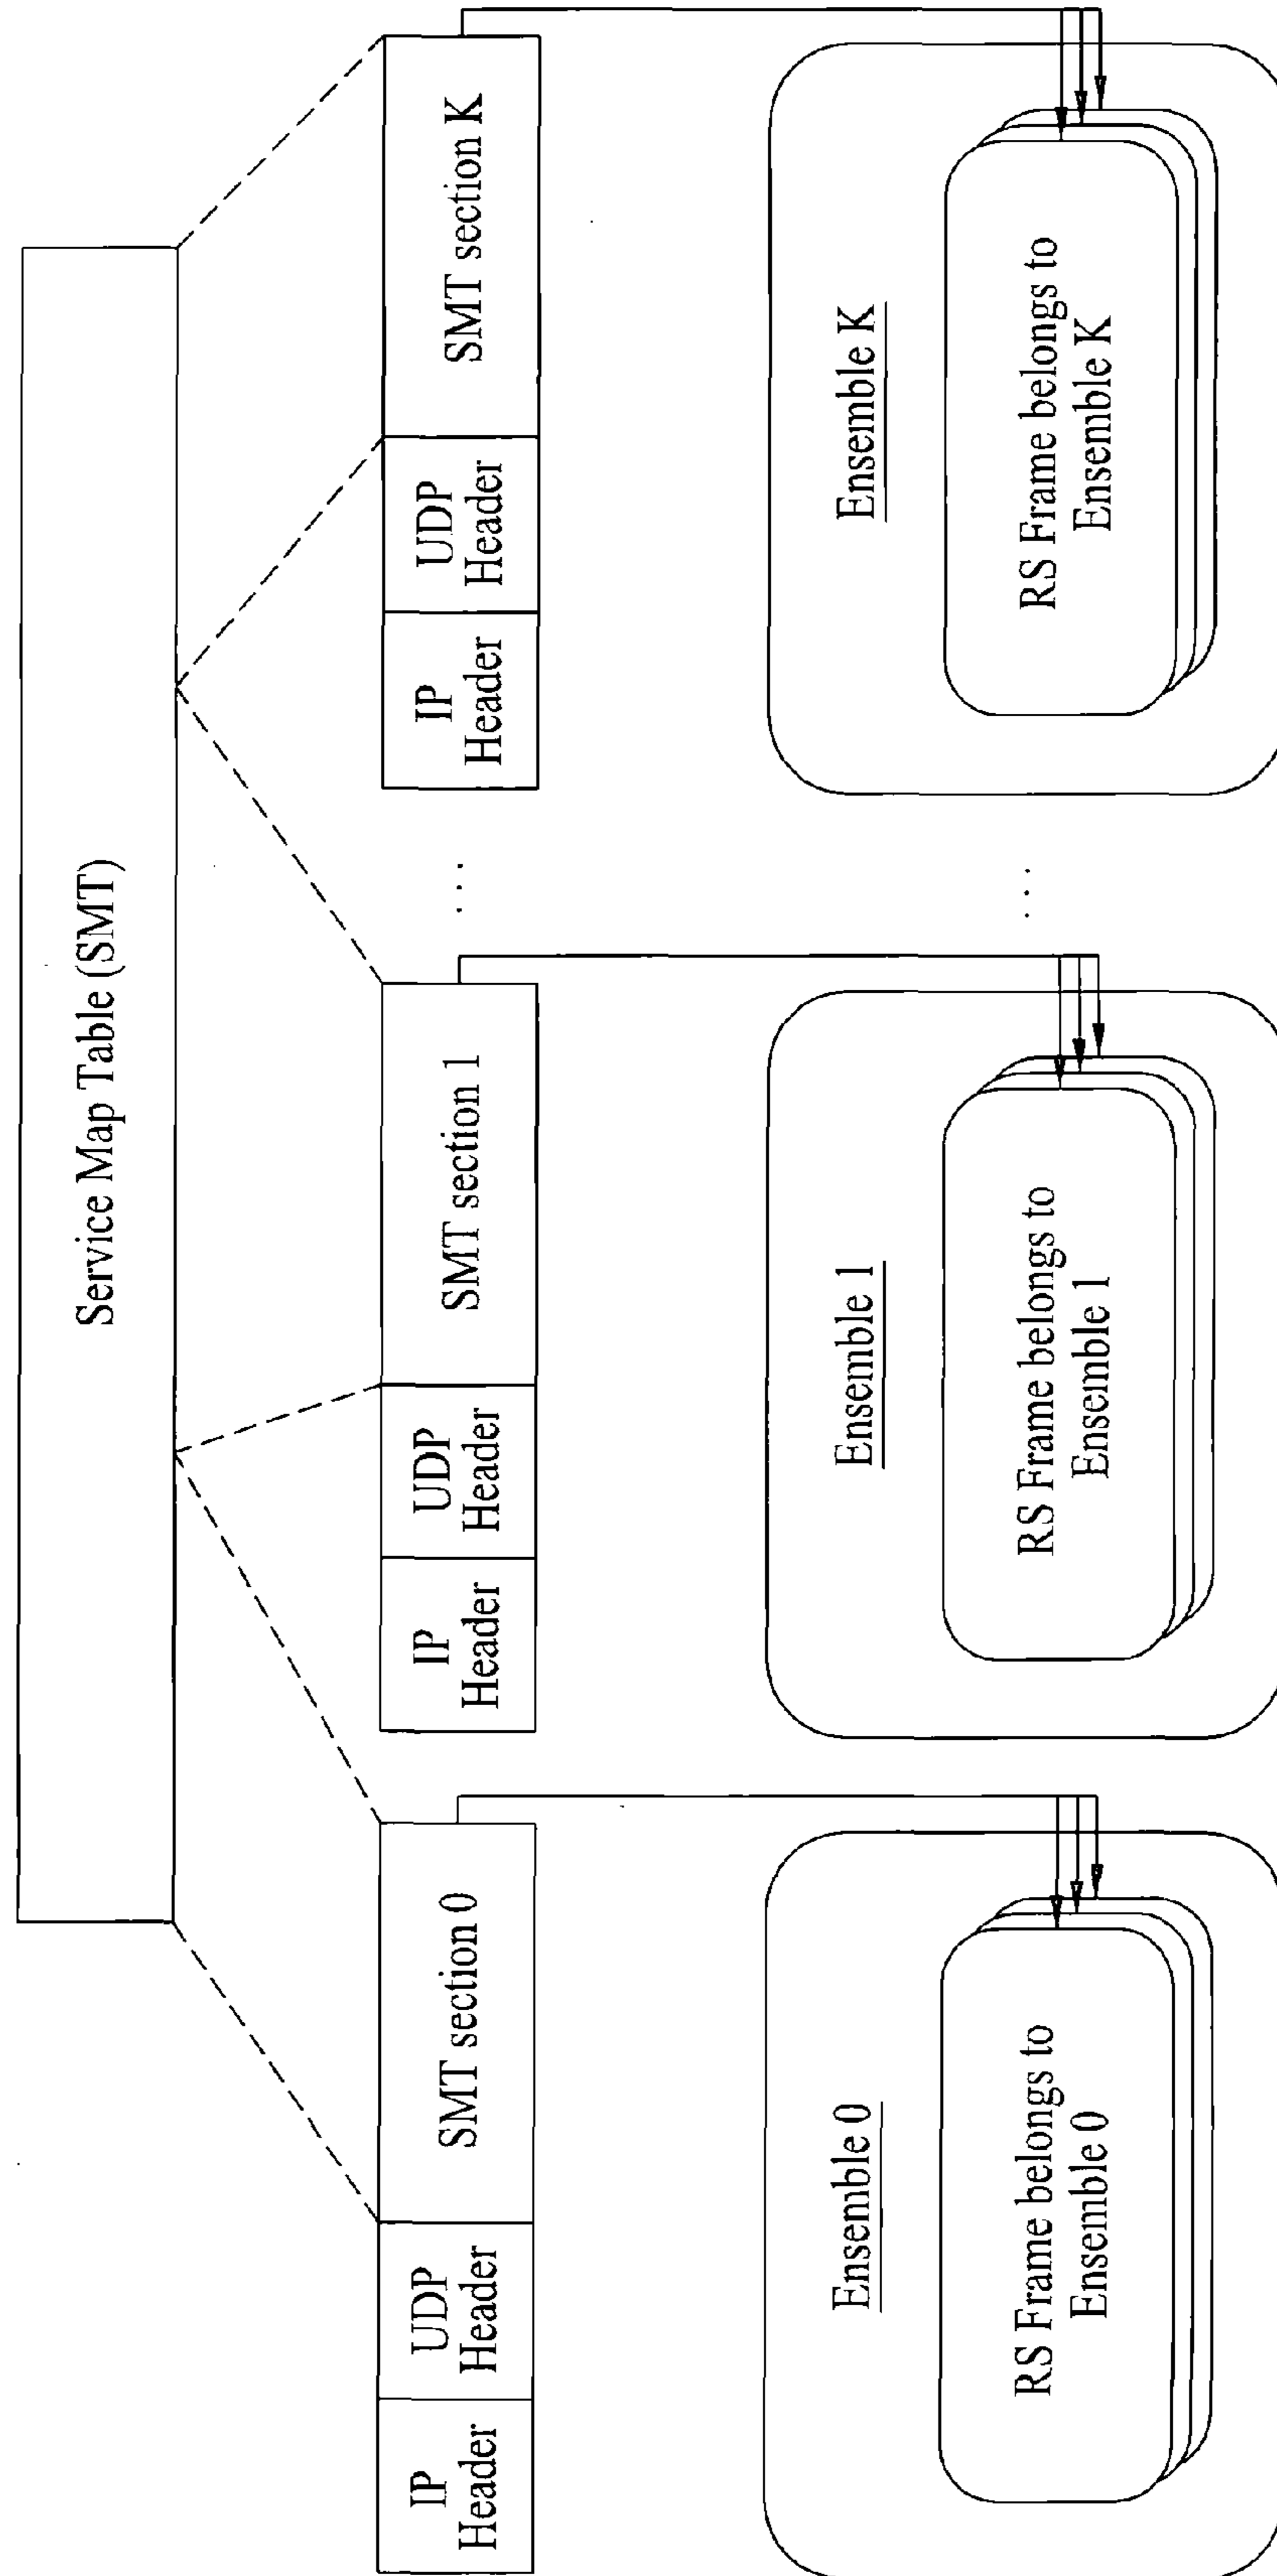 Service Map Table (SMT)
IP
Header
UDP
Header
SMT section 0
IP
Header
UDP
Header
SMT section 1
...
IP
Header
UDP
Header
SMT section K
Ensemble 0
RS Frame belongs to
Ensemble 0
Ensemble 1
RS Frame belongs to
Ensemble 1
...
Ensemble K
RS Frame belongs to
Ensemble K